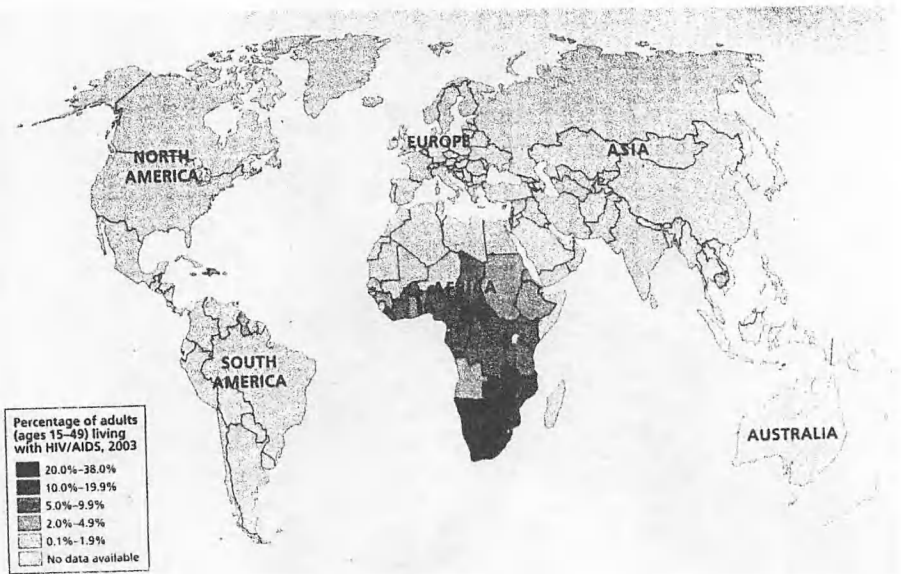 EUROPE
ASIA
NORTH
AMERICA
AFRICA
SOUTH
AMERICA
AUSTRALIA
Percentage of adults
(ages 15–49) living
with HIV/AIDS, 2003
20.0%–38.0%
10.0%–19.9%
5.0%–9.9%
2.0%–4.9%
0.1%–1.9%
No data available